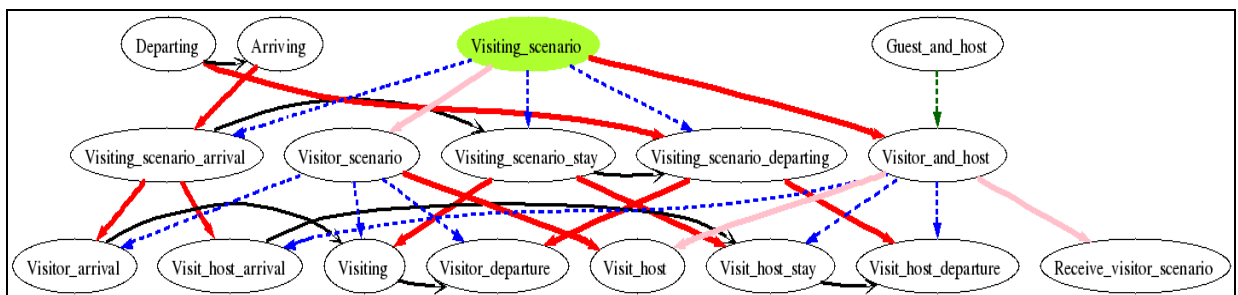 Departing Arriving Visiting_scenario Guest_and_host
Visiting_scenario_arrival Visitor_scenario Visiting_scenario_stay Visiting_scenario_departing Visitor_and_host
Visitor_arrival Visit_host_arrival Visiting Visitor_departure Visit_host Visit_host_stay Visit_host_departure Receive_visitor_scenario